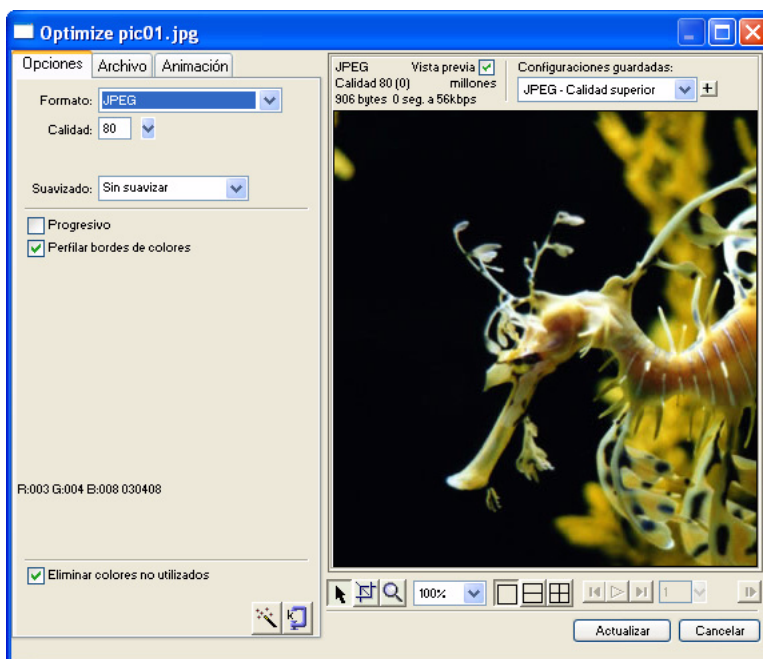 Optimize pic01.jpg
Opciones Archivo Animación
Formato: JPEG
Calidad: 80
Suavizado: Sin suavizar
Progresivo
Perfilar bordes de colores
R:003 G:004 B:008 030408
Eliminar colores no utilizados
JPEG Vista previa
Calidad 80 (0) millones
906 bytes 0 seg. a 56kbps
Configuraciones guardadas:
JPEG - Calidad superior
100%
1
Actualizar Cancelar